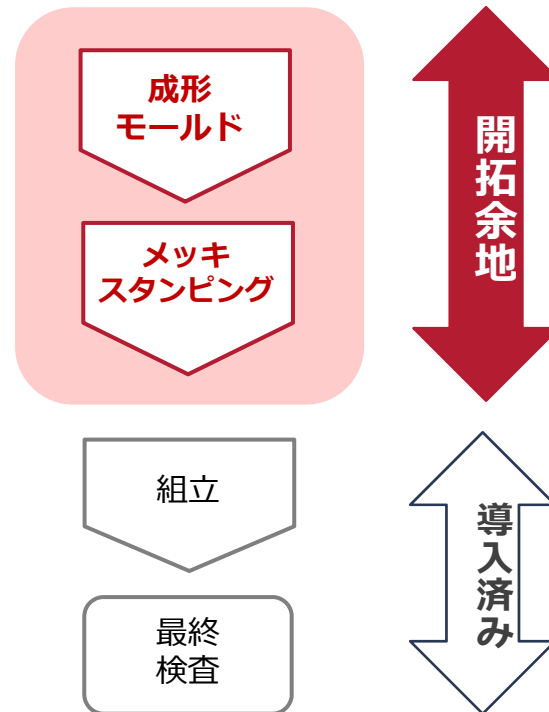 成形
モールド
開拓余地
メッキ
スタンピング
組立
導入済み
最終
検査